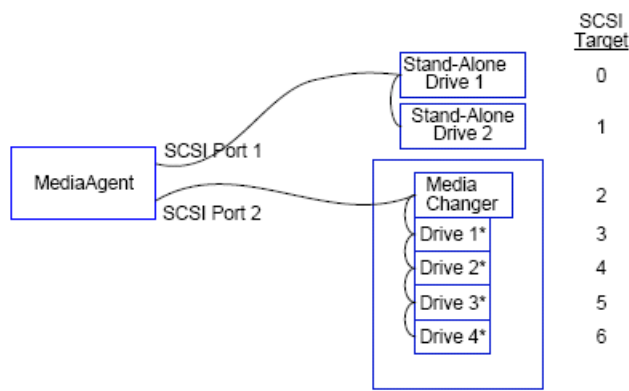 SCSI
Target
Stand-Alone
Drive 1
0
Stand-Alone
Drive 2
1
SCSI Port 1
MediaAgent
SCSI Port 2
Media
Changer
2
Drive 1*
3
Drive 2*
4
Drive 3*
5
Drive 4*
6